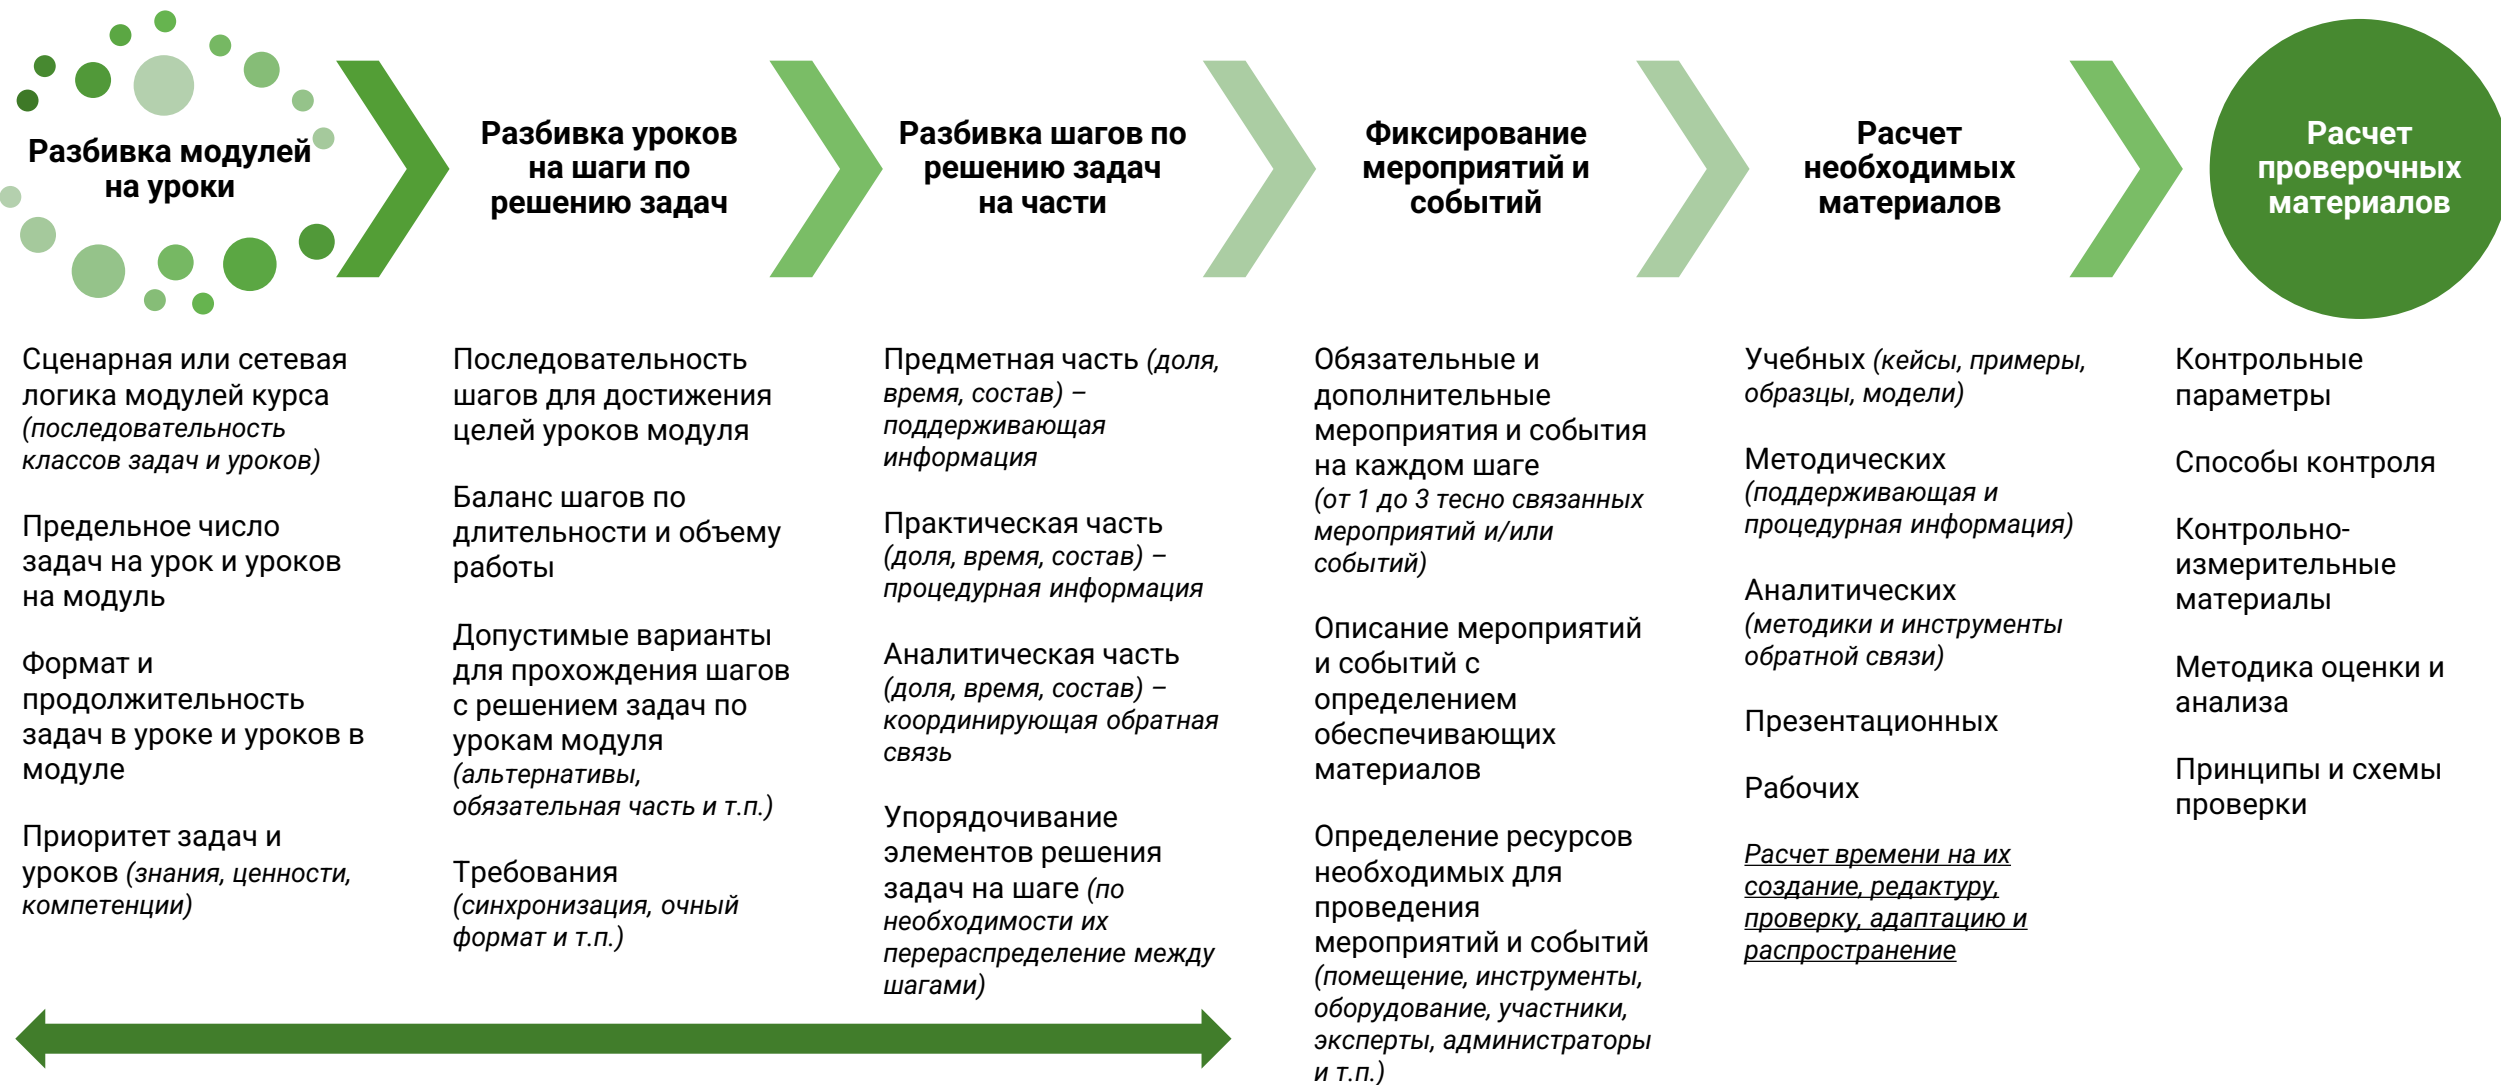 Разбивка модулей
на уроки
Разбивка уроков
на шаги по
решению задач
Разбивка шагов по
решению задач
на части
Фиксирование
мероприятий и
событий
Расчет
необходимых
материалов
Расчет
проверочных
материалов
Сценарная или сетевая
логика модулей курса
(последовательность
классов задач и уроков)
Предельное число
задач на урок и уроков
на модуль
Формат и
продолжительность
задач в уроке и уроков в
модуле
Приоритет задач и
уроков (знания, ценности,
компетенции)
Последовательность
шагов для достижения
целей уроков модуля
Баланс шагов по
длительности и объему
работы
Допустимые варианты
для прохождения шагов
с решением задач по
урокам модуля
(альтернативы,
обязательная часть и т.п.)
Требования
(синхронизация, очный
формат и т.п.)
Предметная часть (доля,
время, состав) –
поддерживающая
информация
Практическая часть
(доля, время, состав) –
процедурная информация
Аналитическая часть
(доля, время, состав) –
координирующая обратная
связь
Упорядочивание
элементов решения
задач на шаге (по
необходимости их
перераспределение между
шагами)
Обязательные и
дополнительные
мероприятия и события
на каждом шаге
(от 1 до 3 тесно связанных
мероприятий и/или
событий)
Описание мероприятий
и событий с
определением
обеспечивающих
материалов
Определение ресурсов
необходимых для
проведения
мероприятий и событий
(помещение, инструменты,
оборудование, участники,
эксперты, администраторы
и т.п.)
Учебных (кейсы, примеры,
образцы, модели)
Методических
(поддерживающая и
процедурная информация)
Аналитических
(методики и инструменты
обратной связи)
Презентационных
Рабочих
Расчет времени на их
создание, редактуру,
проверку, адаптацию и
распространение
Контрольные
параметры
Способы контроля
Контрольно-
измерительные
материалы
Методика оценки и
анализа
Принципы и схемы
проверки